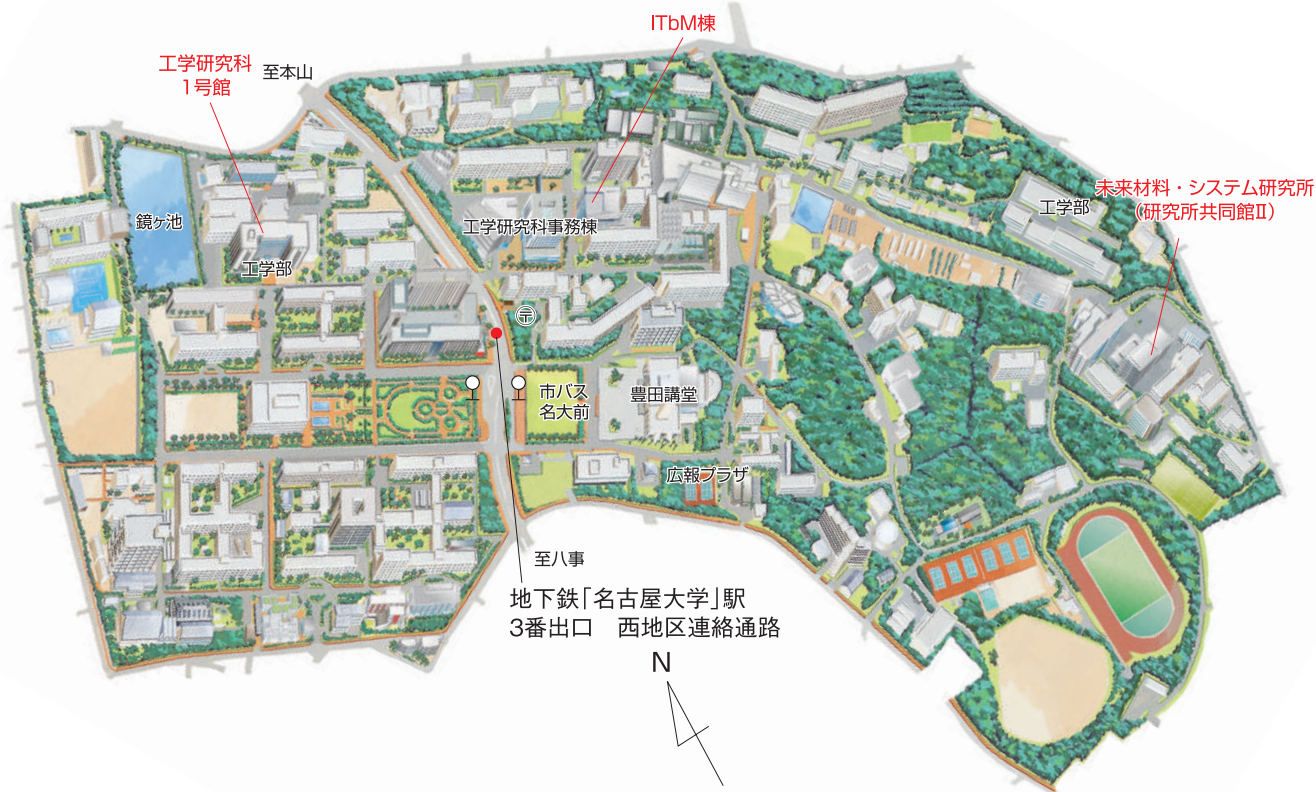 ITbM棟
工学研究科
1号館
至本山
未来材料・システム研究所
(研究所共同館Ⅱ)
工学部
鏡ヶ池
工学研究科事務棟
工学部
〒
市バス
名大前
豊田講堂
広報プラザ
至八事
地下鉄「名古屋大学」駅
3番出口　西地区連絡通路
N